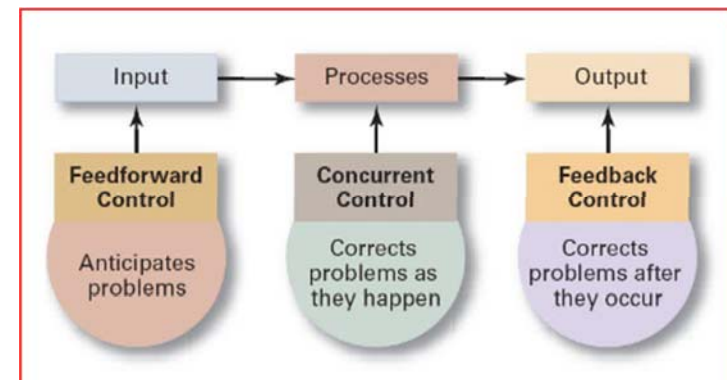 Input
Processes
Output
Feedforward
Control
Anticipates
problems
Concurrent
Control
Corrects
problems as
they happen
Feedback
Control
Corrects
problems after
they occur